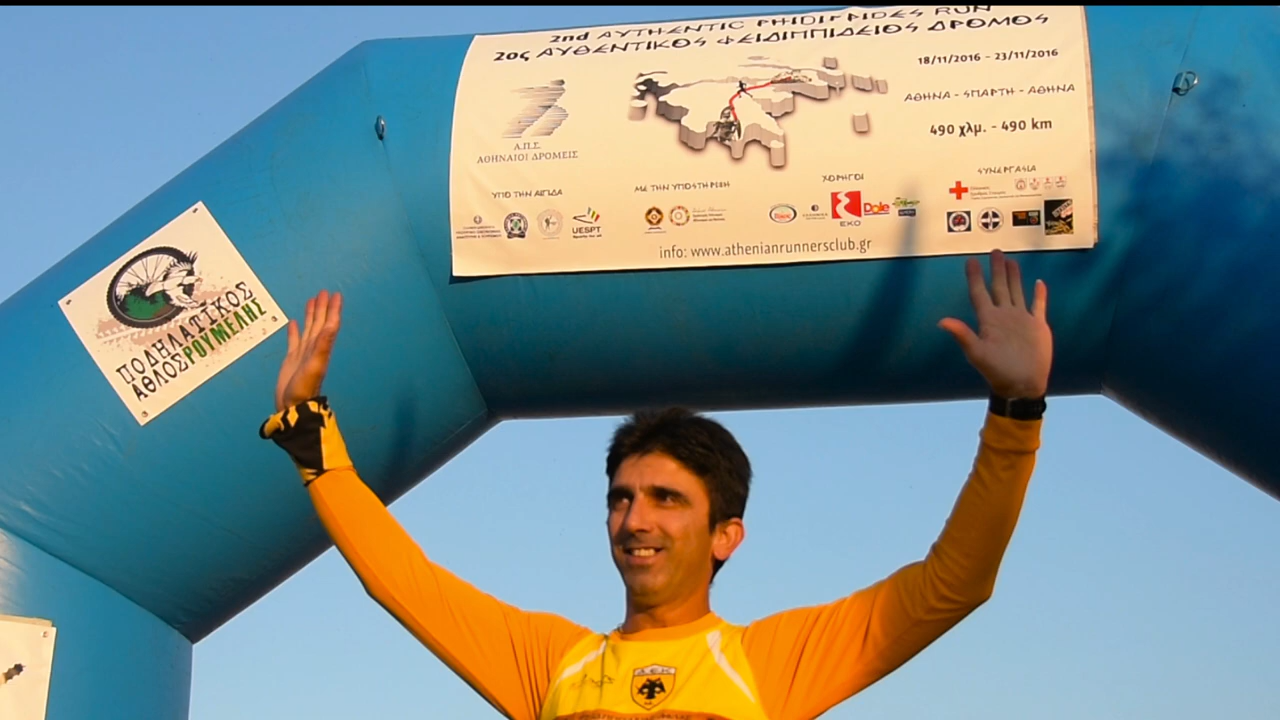 2nd AUTHENTIC PHIDIPPIDES RUN
2ος ΑΥΘΕΝΤΙΚΟς ΦΕΙΔΙΠΠΙΔΕΙΟς ΔΡΟΜΟς
18/11/2016 - 23/11/2016
ΑΘΗΝΑ - ΣΠΑΡΤΗ - ΑΘΗΝΑ
490 χλμ. - 490 km
Α.Π.Σ.
ΑΘΗΝΑΙΟΙ ΔΡΟΜΕΙΣ
ΥΠΟ ΤΗΝ ΑΙΓΙΔΑ
ΜΕ ΤΗΝ ΥΠΟΣΤΗΡΙΞΗ
ΧΟΡΗΓΟΙ
ΣΥΝΕΡΓΑΣΙΑ
UESPT
EKO
Dole
info: www.athenianrunnersclub.gr
ΠΟΔΗΛΑΤΙΚΟΣ
ΑΘΛΟΣ ΡΟΥΜΕΛΗΣ
Α.Ε.Κ